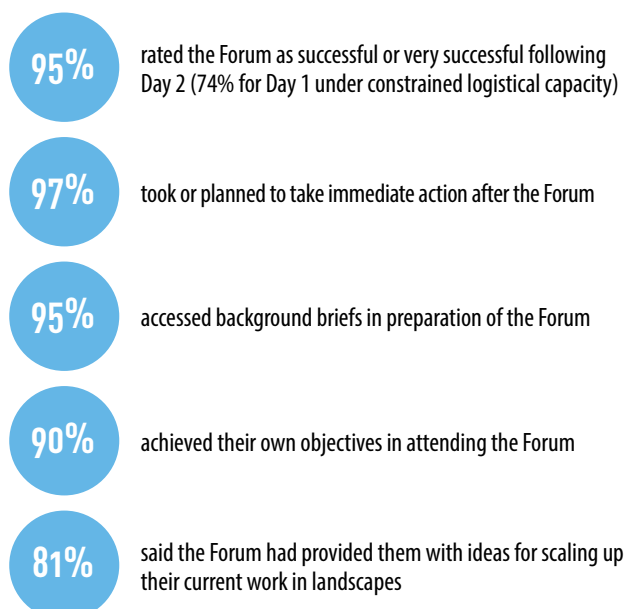 95%
rated the Forum as successful or very successful following
Day 2 (74% for Day 1 under constrained logistical capacity)
97%
took or planned to take immediate action after the Forum
95%
accessed background briefs in preparation of the Forum
90%
achieved their own objectives in attending the Forum
81%
said the Forum had provided them with ideas for scaling up
their current work in landscapes